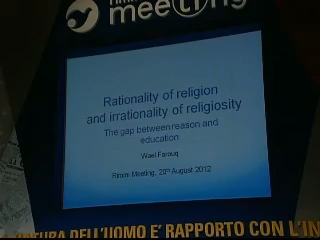 meeting
Rationality of religion
and irrationality of religiosity
The gap between reason and
education
Wael Farouq
Rimini Meeting, 20th August 2012
DELL'UOMO E' RAPPORTO CON L'IN